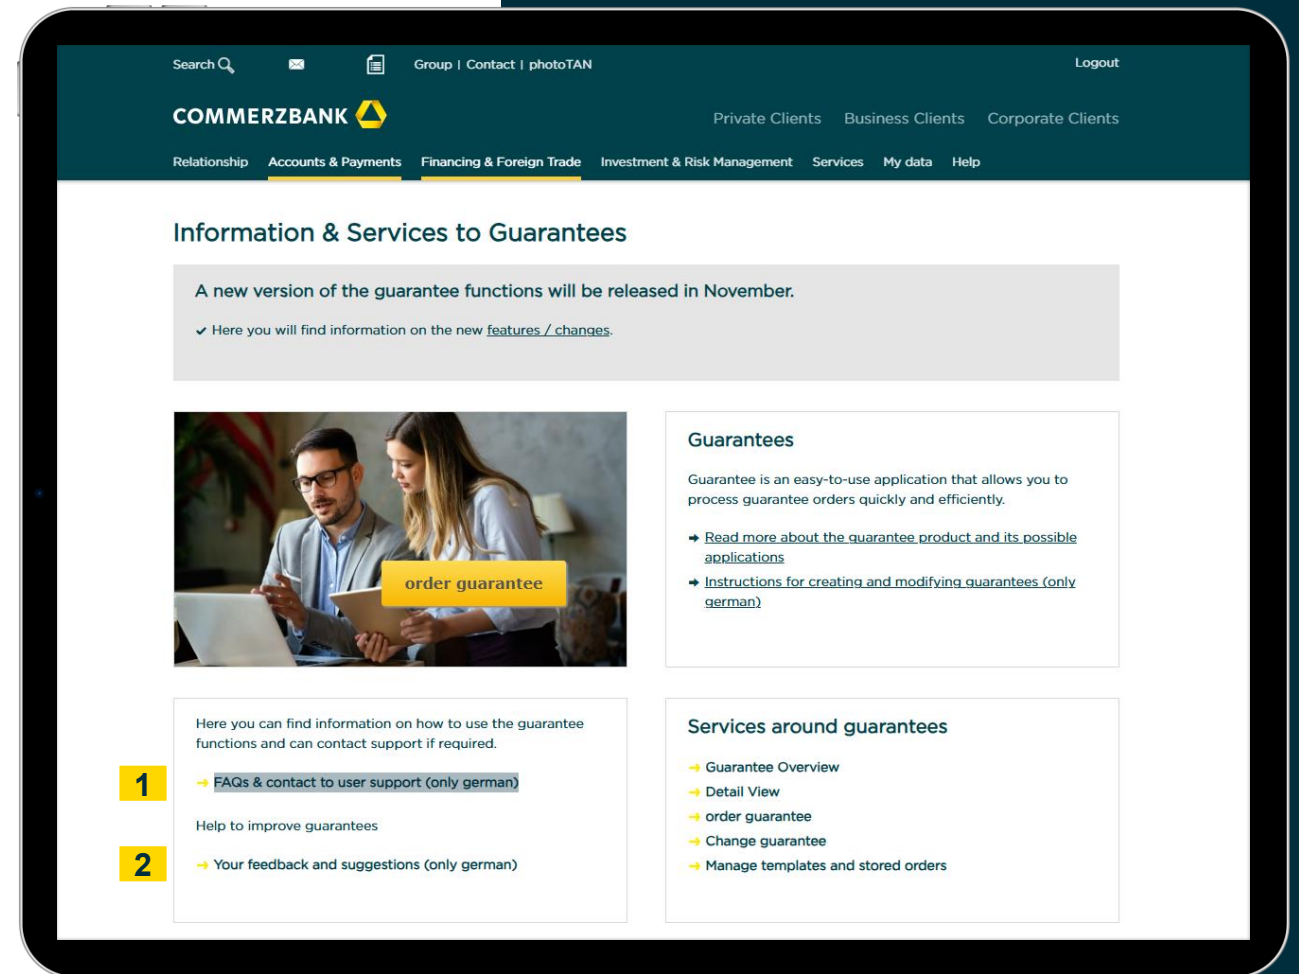 Search
Group | Contact | photoTAN
Logout
COMMERZBANK
Private Clients Business Clients Corporate Clients
Relationship Accounts & Payments Financing & Foreign Trade Investment & Risk Management Services My data Help
Information & Services to Guarantees
A new version of the guarantee functions will be released in November.
Here you will find information on the new features / changes.
order guarantee
Guarantees
Guarantee is an easy-to-use application that allows you to
process guarantee orders quickly and efficiently.
Read more about the guarantee product and its possible
applications
Instructions for creating and modifying guarantees (only
german)
Here you can find information on how to use the guarantee
functions and can contact support if required.
1
FAQs & contact to user support (only german)
Help to improve guarantees
2
Your feedback and suggestions (only german)
Services around guarantees
Guarantee Overview
Detail View
order guarantee
Change guarantee
Manage templates and stored orders